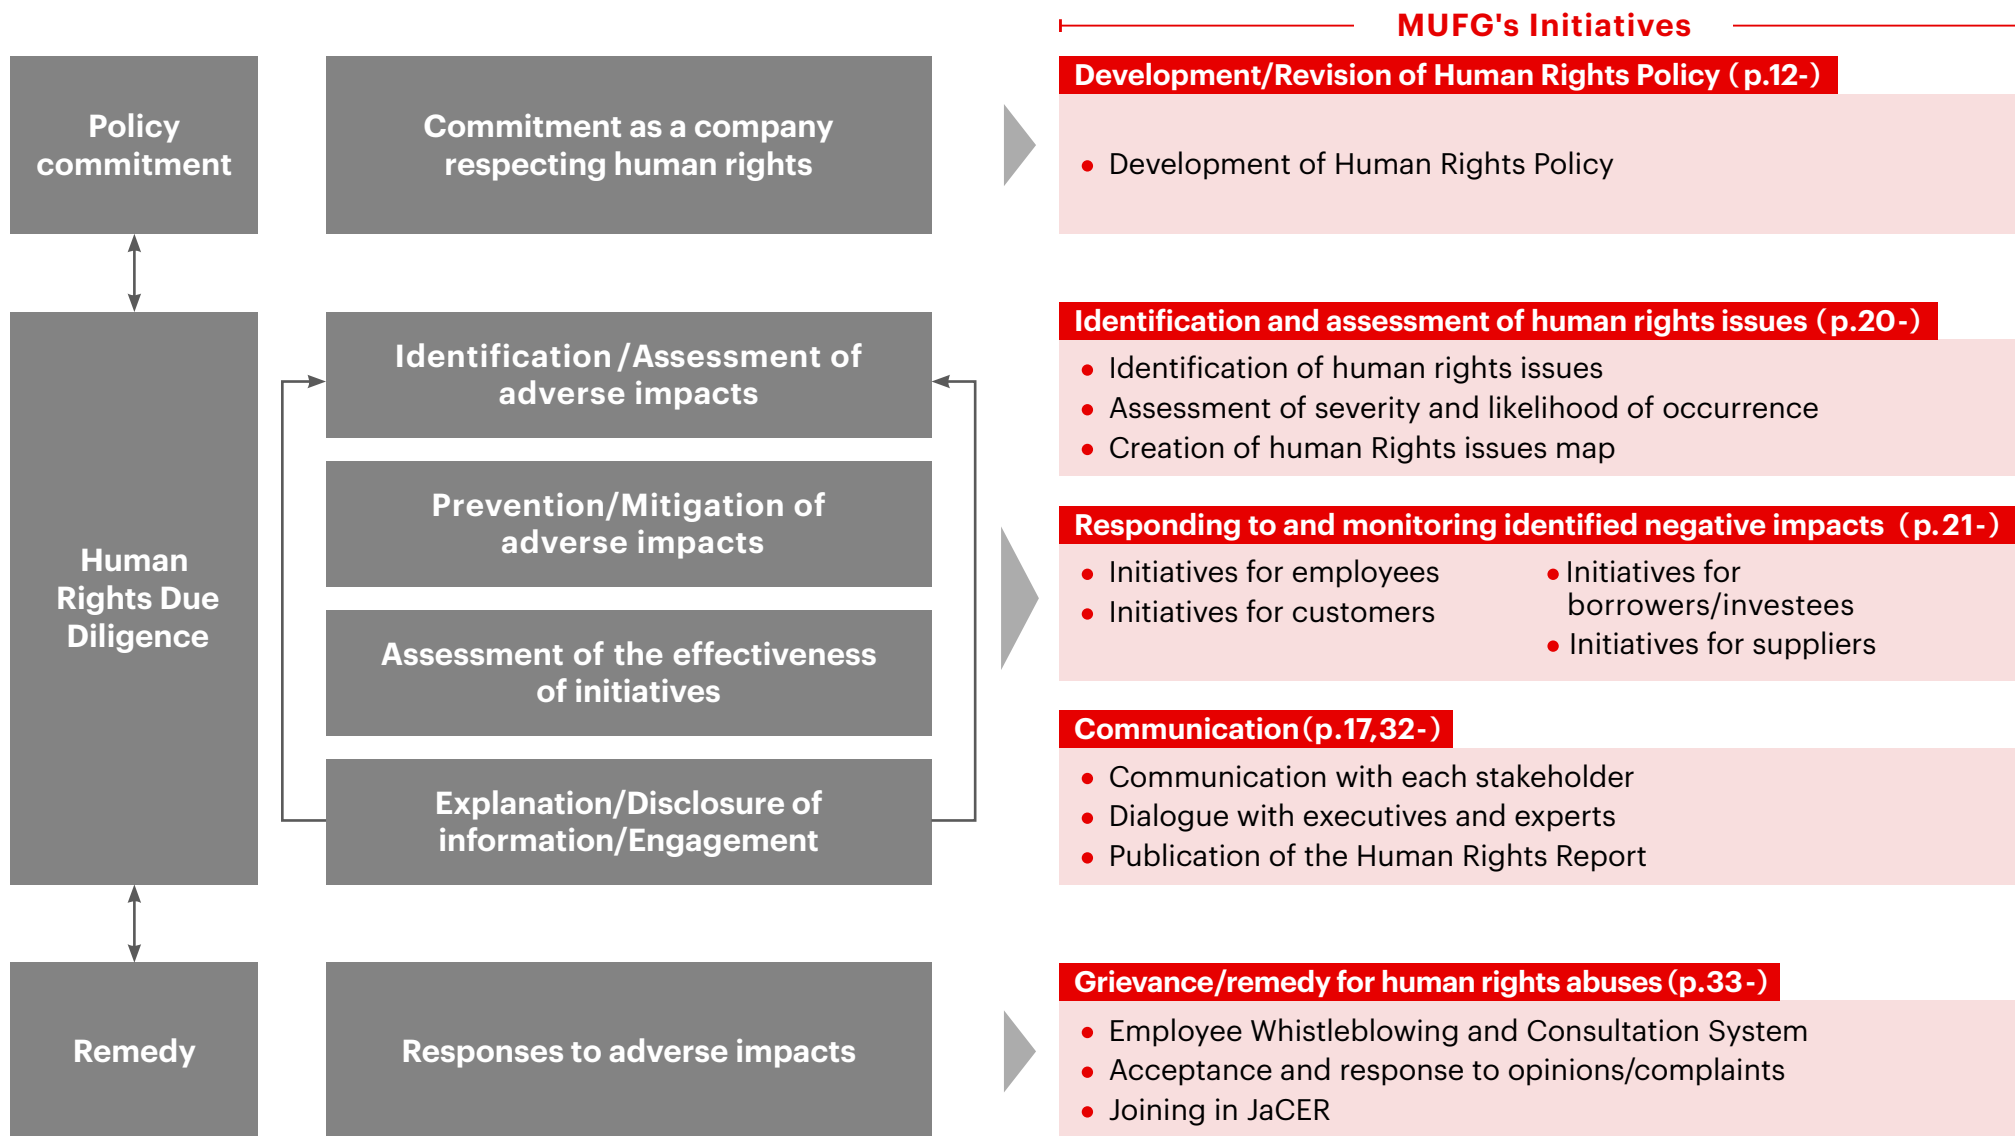 MUFG's Initiatives
Policy
commitment
Commitment as a company
respecting human rights
Development/Revision of Human Rights Policy (p.12-)
• Development of Human Rights Policy
Human
Rights Due
Diligence
Identification/Assessment of
adverse impacts
Prevention/Mitigation of
adverse impacts
Assessment of the effectiveness
of initiatives
Explanation/Disclosure of
information/Engagement
Identification and assessment of human rights issues (p.20-)
• Identification of human rights issues
• Assessment of severity and likelihood of occurrence
• Creation of human Rights issues map
Responding to and monitoring identified negative impacts (p.21-)
• Initiatives for employees
• Initiatives for customers
• Initiatives for
borrowers/investees
• Initiatives for suppliers
Communication(p.17,32-)
• Communication with each stakeholder
• Dialogue with executives and experts
• Publication of the Human Rights Report
Remedy
Responses to adverse impacts
Grievance/remedy for human rights abuses(p.33-)
• Employee Whistleblowing and Consultation System
• Acceptance and response to opinions/complaints
• Joining in JaCER